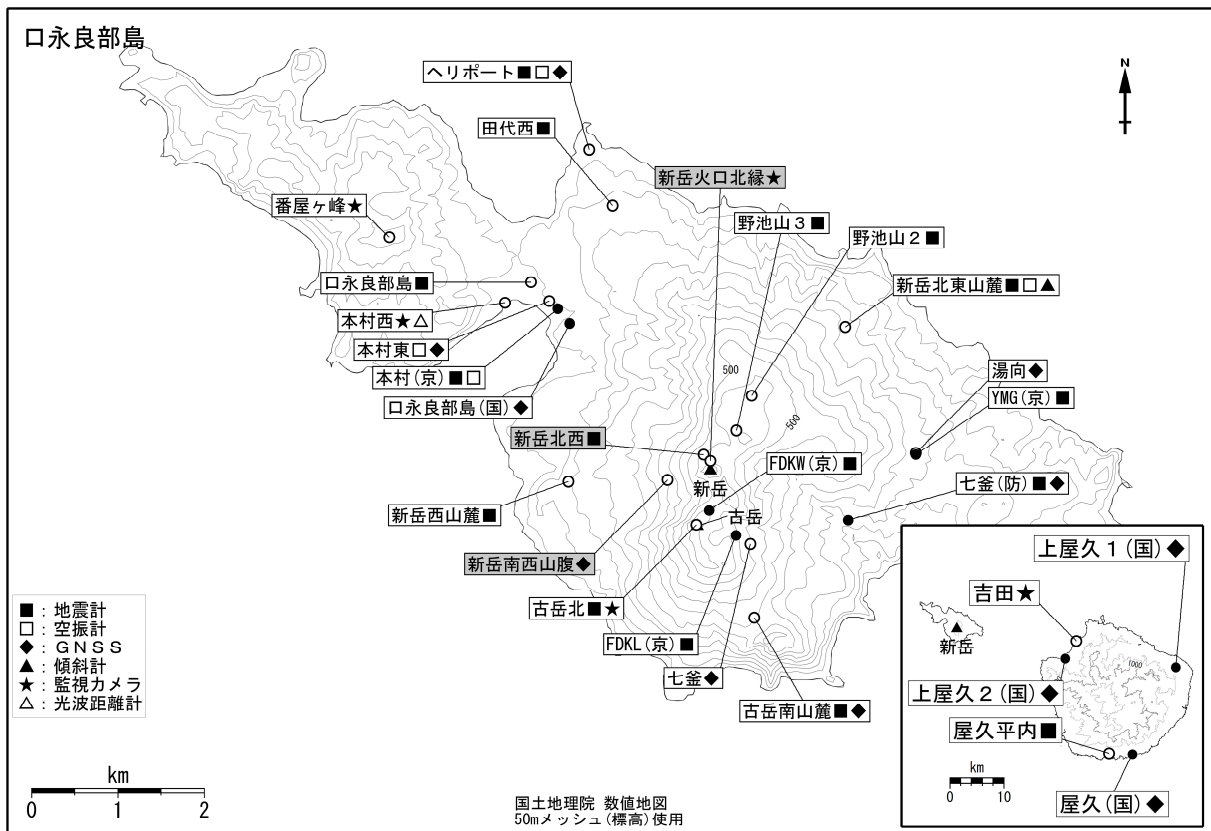 口永良部島
N
ヘリポート■□◆
田代西■
新岳火口北縁★
番屋ヶ峰★
野池山3■
野池山2■
口永良部島■
新岳北東山麓■□▲
本村西★△
本村東□◆
本村(京)■□
口永良部島(国)◆
500
500
湯向◆
YMG(京)■
新岳北西■
FDKW(京)■
新岳
七釜(防)■◆
古岳
新岳西山麓■
新岳南西山腹◆
古岳北■★
FDKL(京)■
七釜◆
古岳南山麓■◆
上屋久1(国)◆
吉田★
新岳
1000
上屋久2(国)◆
屋久平内■
屋久(国)◆
km
0 10
■:地震計
□:空振計
◆:GNSS
▲:傾斜計
★:監視カメラ
△:光波距離計
km
0 1 2
国土地理院 数値地図
50mメッシュ(標高)使用